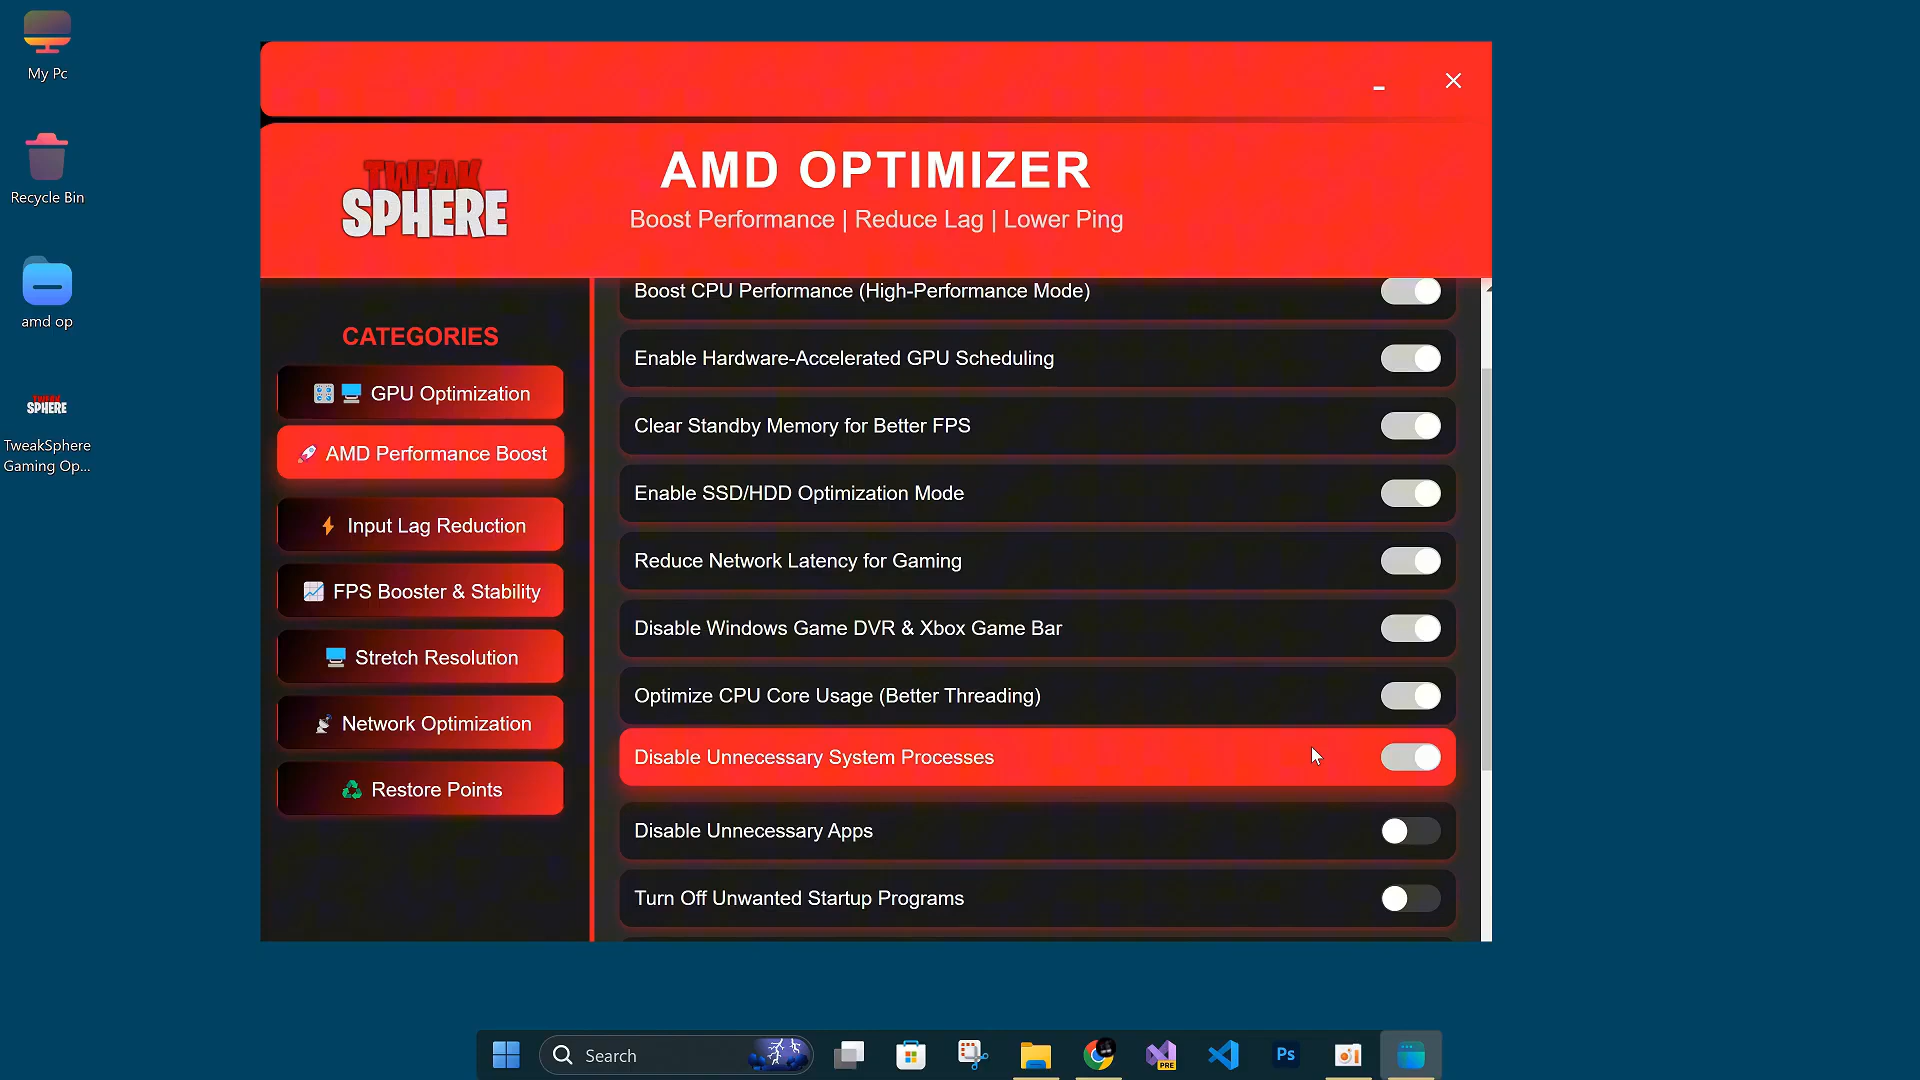 My Pc
Recycle Bin
amd op
TWEAK
SPHERE
SPHERE
TweakSphere
Gaming Op...
AMD OPTIMIZER
Boost Performance | Reduce Lag | Lower Ping
CATEGORIES
GPU Optimization
AMD Performance Boost
Input Lag Reduction
FPS Booster & Stability
Stretch Resolution
Network Optimization
Restore Points
Boost CPU Performance (High-Performance Mode)
Enable Hardware-Accelerated GPU Scheduling
Clear Standby Memory for Better FPS
Enable SSD/HDD Optimization Mode
Reduce Network Latency for Gaming
Disable Windows Game DVR & Xbox Game Bar
Optimize CPU Core Usage (Better Threading)
Disable Unnecessary System Processes
Disable Unnecessary Apps
Turn Off Unwanted Startup Programs
Search
PRE
Ps